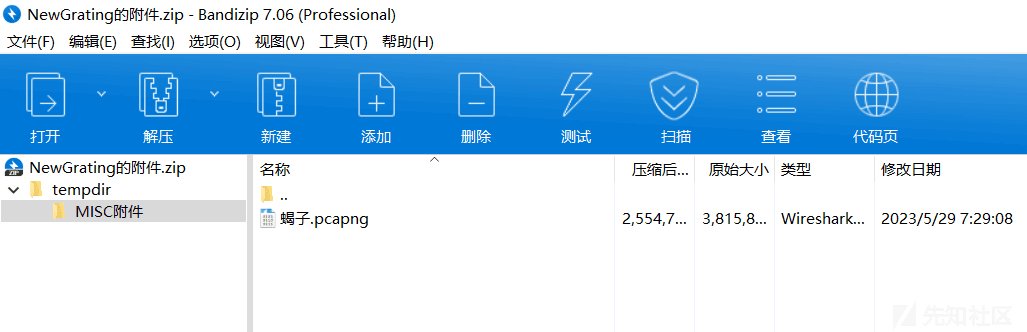 NewGrating的附件.zip - Bandizip 7.06 (Professional)
文件(F) 编辑(E) 查找(I) 选项(O) 视图(V) 工具(T) 帮助(H)
打开 解压 新建 添加 删除 测试 扫描 查看 代码页
NewGrating的附件.zip
tempdir
MISC附件
名称 压缩后... 原始大小 类型 修改日期
..
蝎子.pcapng 2,554,7... 3,815,8... Wireshark... 2023/5/29 7:29:08
先知社区